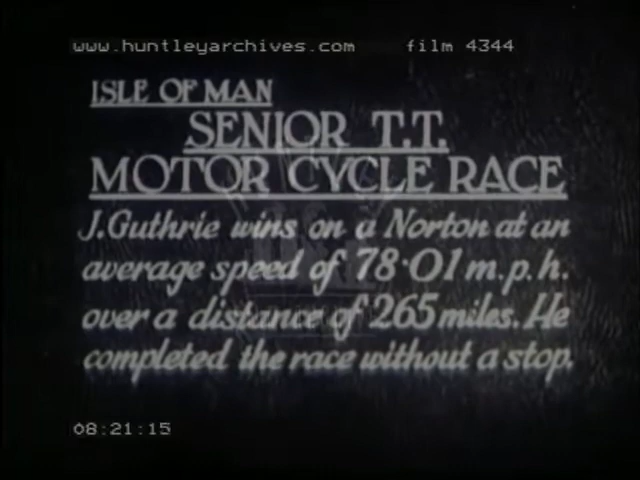 www.huntleyarchives.com film 4344
ISLE OF MAN
SENIOR T.T.
MOTOR CYCLE RACE
J. Guthrie wins on a Norton at an
average speed of 78·01 m.p.h.
over a distance of 265 miles. He
completed the race without a stop.
08:21:15